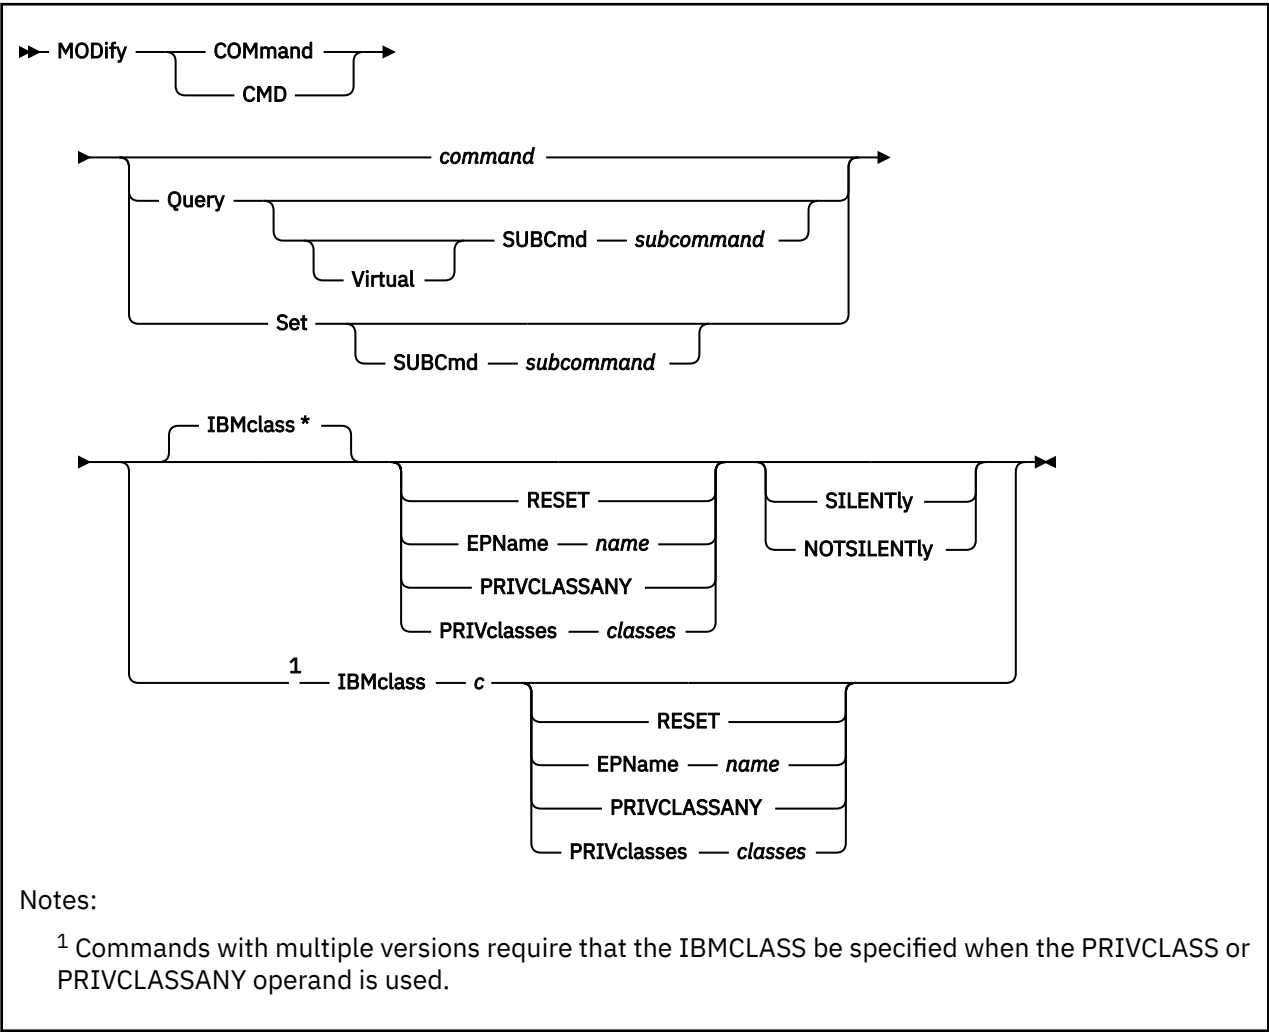 MODify COMmand
CMD
command
Query
SUBCmd subcommand
Virtual
Set
SUBCmd subcommand
IBMclass *
RESET
SILENTly
EPName name
NOTSILENTly
PRIVCLASSANY
PRIVclasses classes
1
IBMclass c
RESET
EPName name
PRIVCLASSANY
PRIVclasses classes
Notes:
1 Commands with multiple versions require that the IBMCLASS be specified when the PRIVCLASS or
PRIVCLASSANY operand is used.